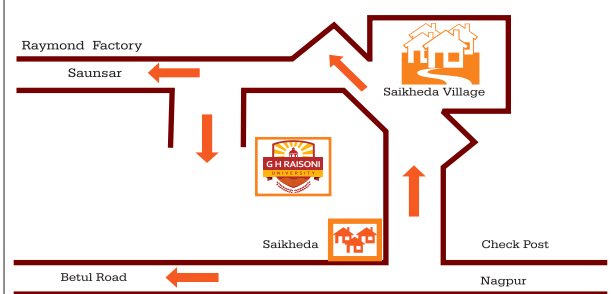 Raymond Factory
Saunsar
Saikheda Village
G H RAISONI
UNIVERSITY
Saikheda
Check Post
Betul Road
Nagpur